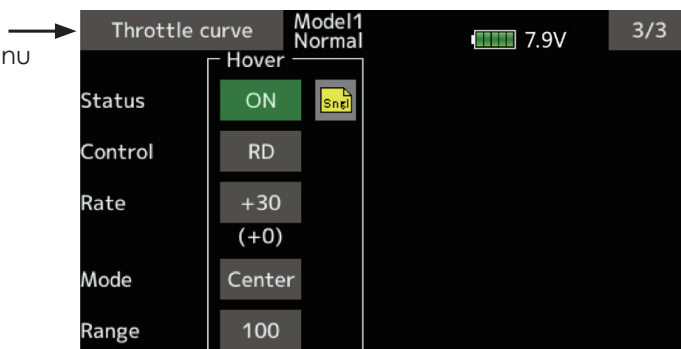 nu
Throttle curve
Model1
Normal
7.9V
3/3
Hover
Status ON Sngl
Control RD
Rate +30
(+0)
Mode Center
Range 100